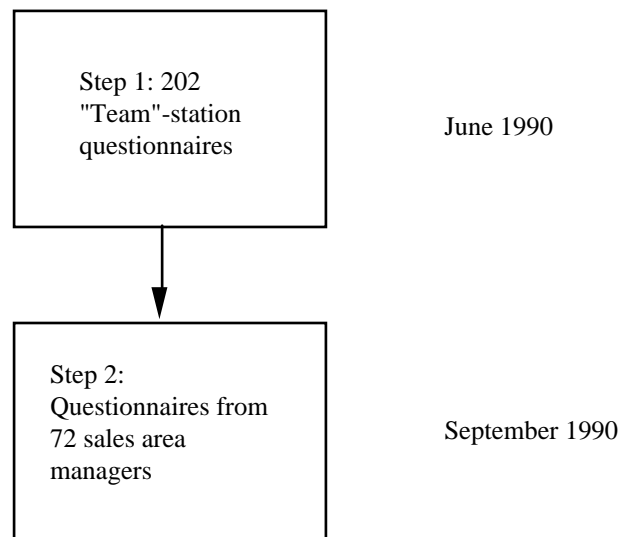 Step 1: 202
"Team"-station
questionnaires
June 1990
Step 2:
Questionnaires from
72 sales area
managers
September 1990